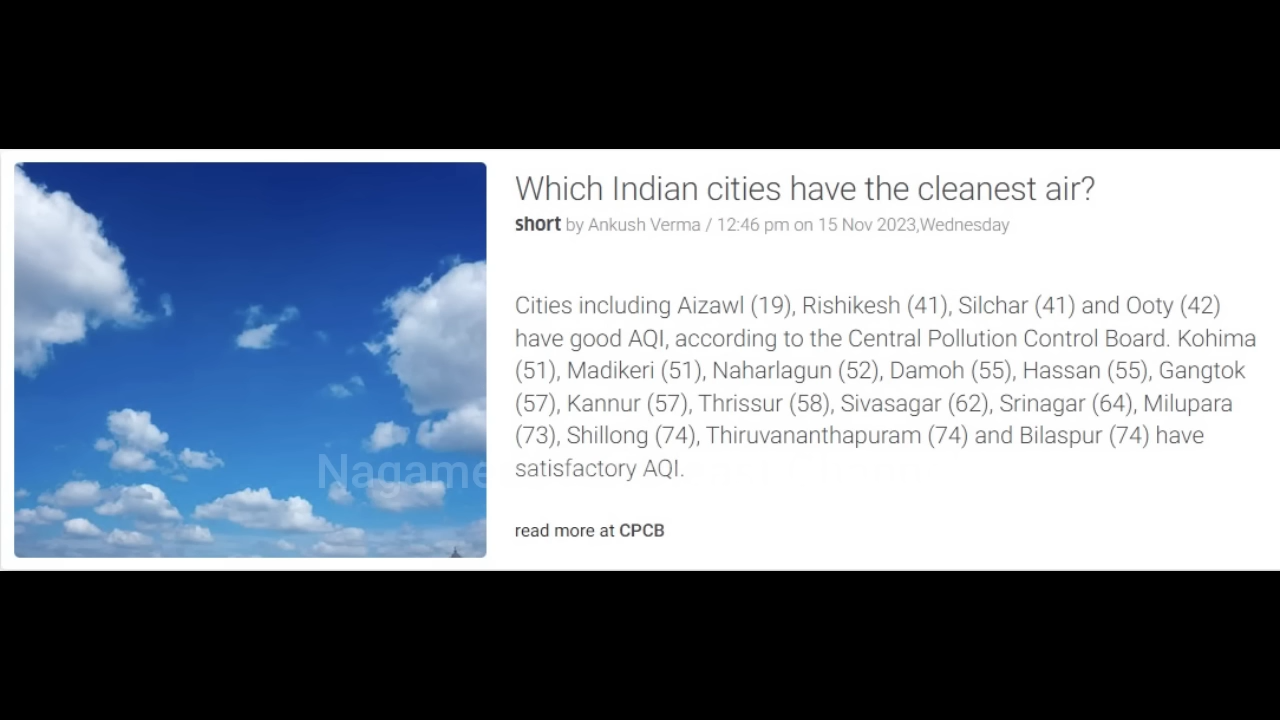 Which Indian cities have the cleanest air?
short by Ankush Verma / 12:46 pm on 15 Nov 2023,Wednesday
Cities including Aizawl (19), Rishikesh (41), Silchar (41) and Ooty (42)
have good AQI, according to the Central Pollution Control Board. Kohima
(51), Madikeri (51), Naharlagun (52), Damoh (55), Hassan (55), Gangtok
(57), Kannur (57), Thrissur (58), Sivasagar (62), Srinagar (64), Milupara
(73), Shillong (74), Thiruvananthapuram (74) and Bilaspur (74) have
satisfactory AQI.
read more at CPCB